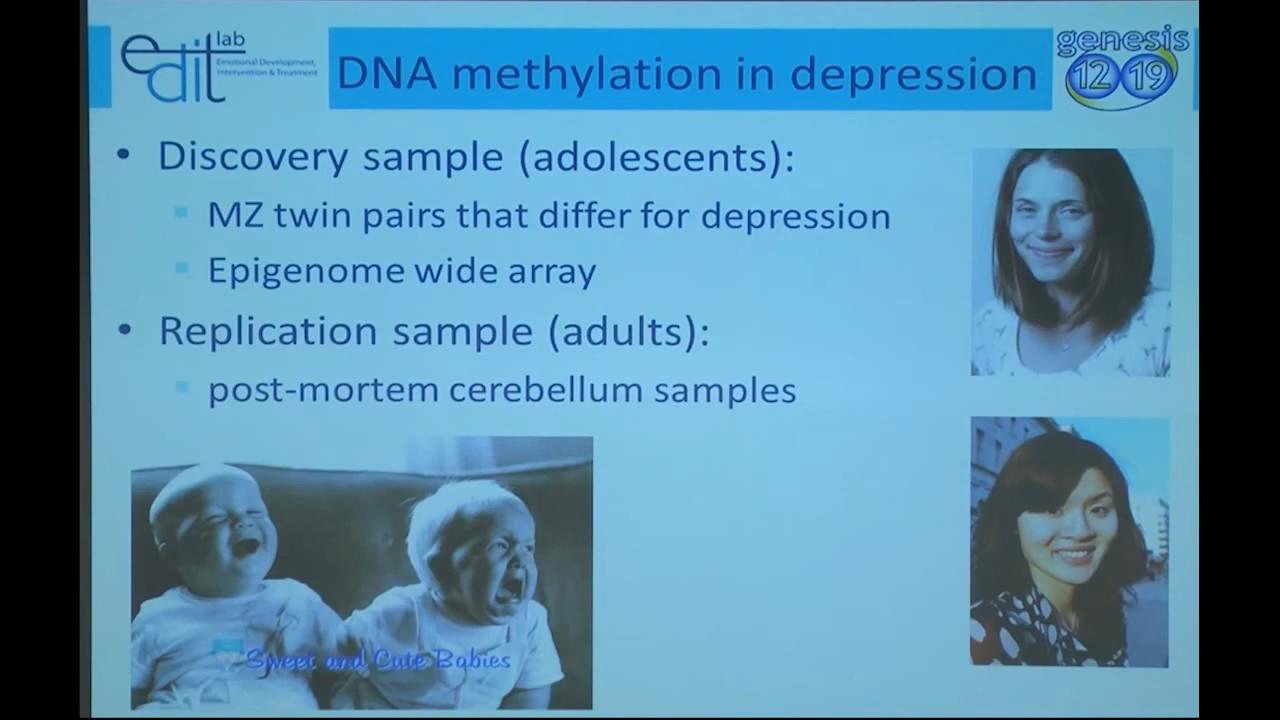 edit lab
Emotional Development,
Intervention & Treatment
DNA methylation in depression
genesis
12 19
• Discovery sample (adolescents):
MZ twin pairs that differ for depression
Epigenome wide array
• Replication sample (adults):
post-mortem cerebellum samples
Sweet and Cute Babies